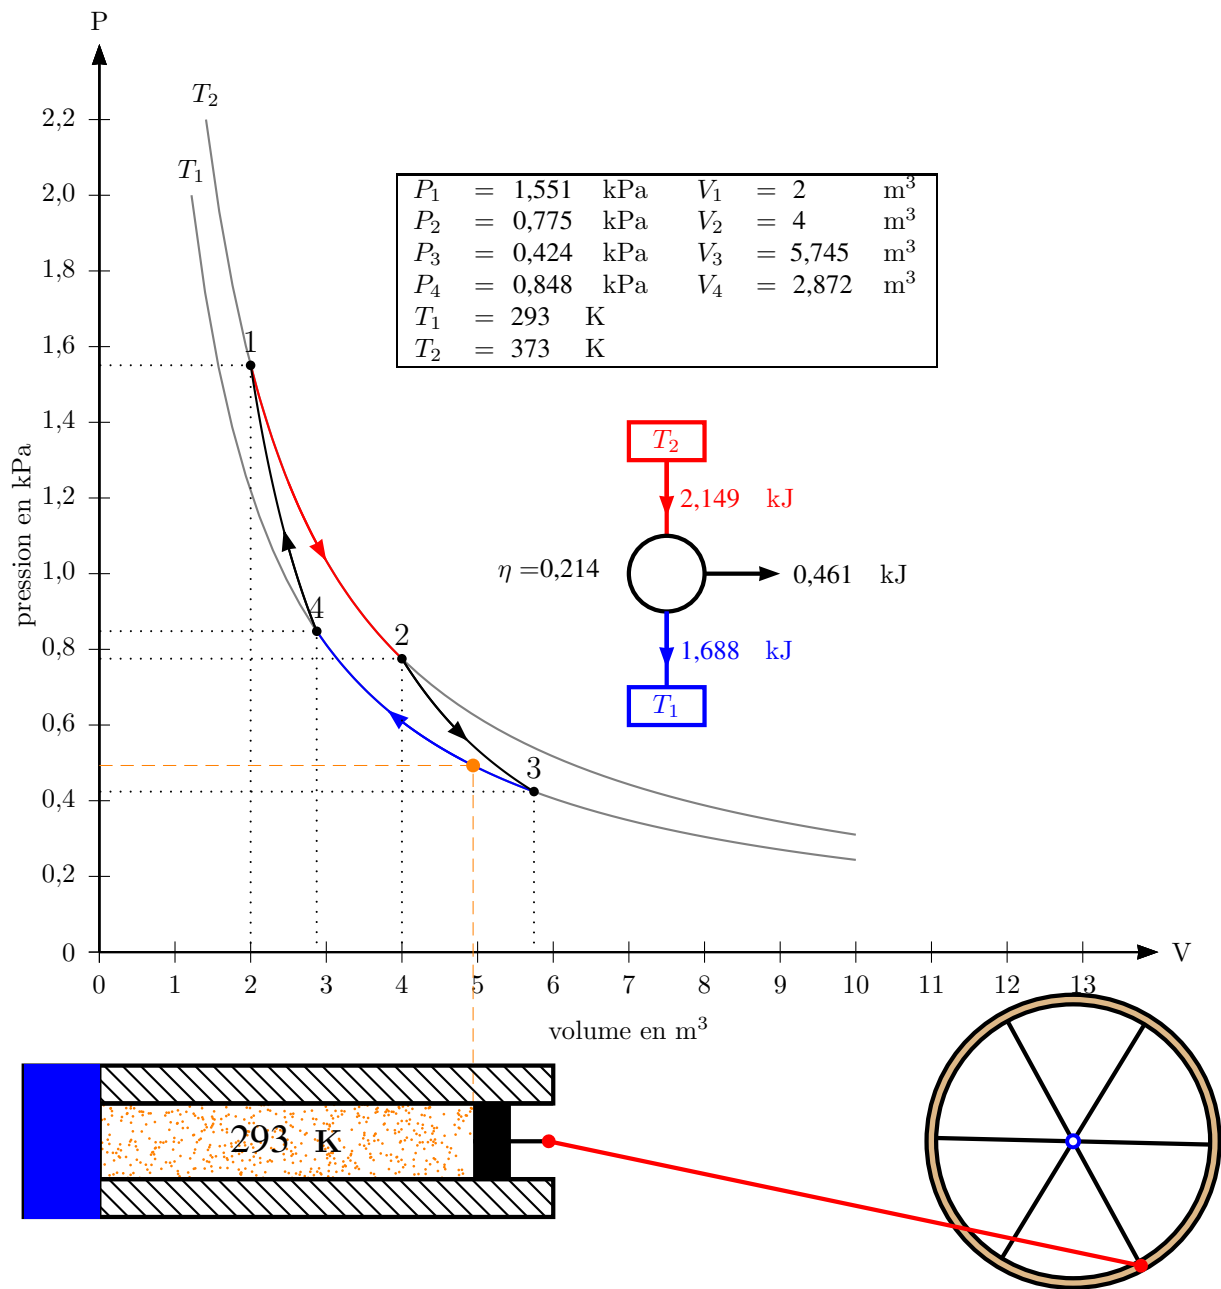 P
T₂
2,2
T₁
2,0
P₁ = 1,551 kPa V₁ = 2 m³
P₂ = 0,775 kPa V₂ = 4 m³
P₃ = 0,424 kPa V₃ = 5,745 m³
P₄ = 0,848 kPa V₄ = 2,872 m³
T₁ = 293 K
T₂ = 373 K
1,8
1,6
1
1,4
T₂
1,2
2,149 kJ
pression en kPa
1,0
η =0,214
0,461 kJ
4
2
0,8
1,688 kJ
T₁
0,6
3
0,4
0,2
0
V
0 1 2 3 4 5 6 7 8 9 10 11 12 13
volume en m³
293 K